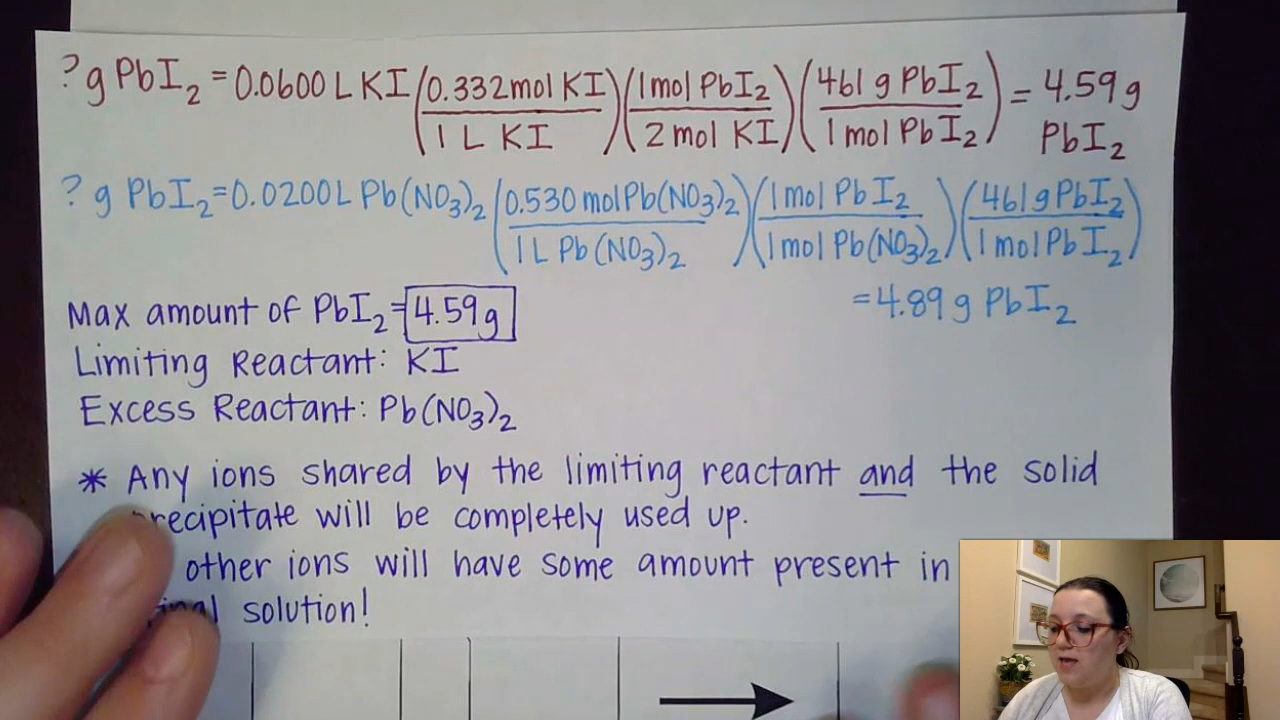 ? g PbI₂ = 0.0600 L KI (0.332 mol KI / 1 L KI) (1 mol PbI₂ / 2 mol KI) (461 g PbI₂ / 1 mol PbI₂) = 4.59 g PbI₂
? g PbI₂ = 0.0200 L Pb(NO₃)₂ (0.530 mol Pb(NO₃)₂ / 1 L Pb(NO₃)₂) (1 mol PbI₂ / 1 mol Pb(NO₃)₂) (461 g PbI₂ / 1 mol PbI₂)
= 4.89 g PbI₂
Max amount of PbI₂ = 4.59 g
Limiting Reactant: KI
Excess Reactant: Pb(NO₃)₂
* Any ions shared by the limiting reactant and the solid
precipitate will be completely used up.
other ions will have some amount present in
solution!